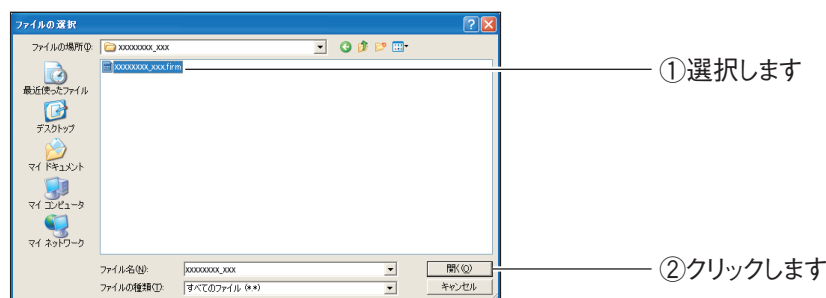 ファイルの選択
ファイルの場所(I):
xxxxxxxx_xxx
xxxxxxxx_xxx.firm
①選択します
最近使ったファイル
デスクトップ
マイ ドキュメント
マイ コンピュータ
マイ ネットワーク
ファイル名(N):
xxxxxxxx_xxx
開く(O)
②クリックします
ファイルの種類(T):
すべてのファイル (*.*)
キャンセル